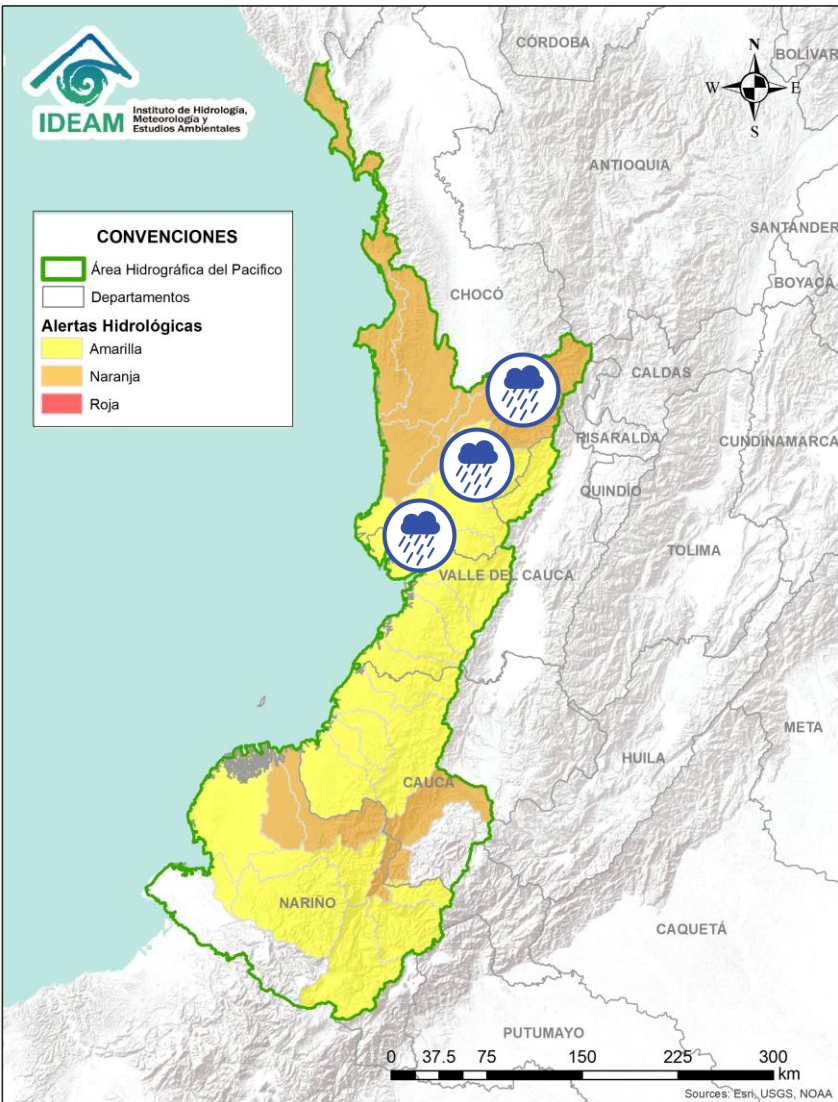 IDEAM
Instituto de Hidrología,
Meteorología y
Estudios Ambientales
CÓRDOBA
BOLÍVAR
N
W
E
S
ANTIOQUIA
SANTANDER
BOYACÁ
CONVENCIONES
Área Hidrográfica del Pacifico
Departamentos
Alertas Hidrológicas
Amarilla
Naranja
Roja
CHOCÓ
CALDAS
RISARALDA
CUNDINAMARCA
QUINDÍO
TOLIMA
VALLE DEL CAUCA
META
HUILA
CAUCA
NARIÑO
CAQUETÁ
PUTUMAYO
0 37.5 75 150 225 300
km
Sources: Esri, USGS, NOAA